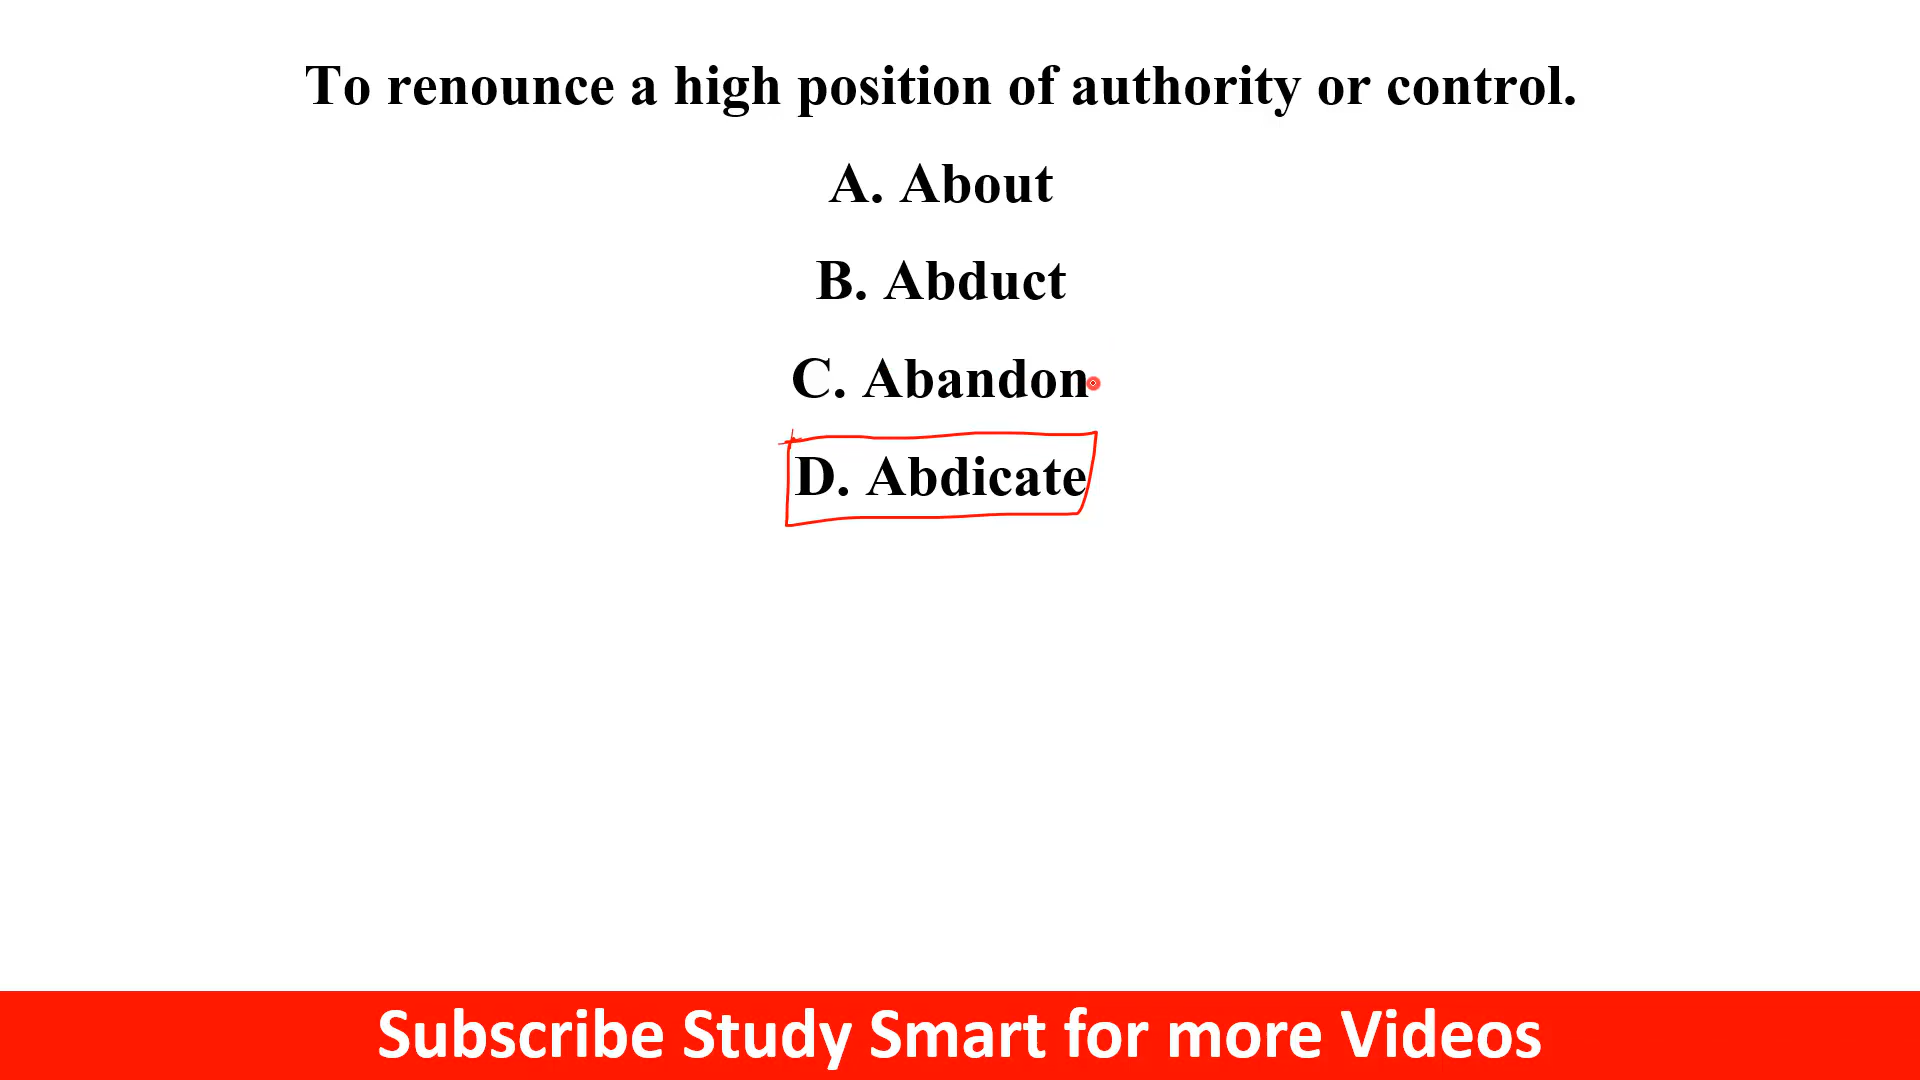 To renounce a high position of authority or control.
A. About
B. Abduct
C. Abandon
D. Abdicate
Subscribe Study Smart for more Videos